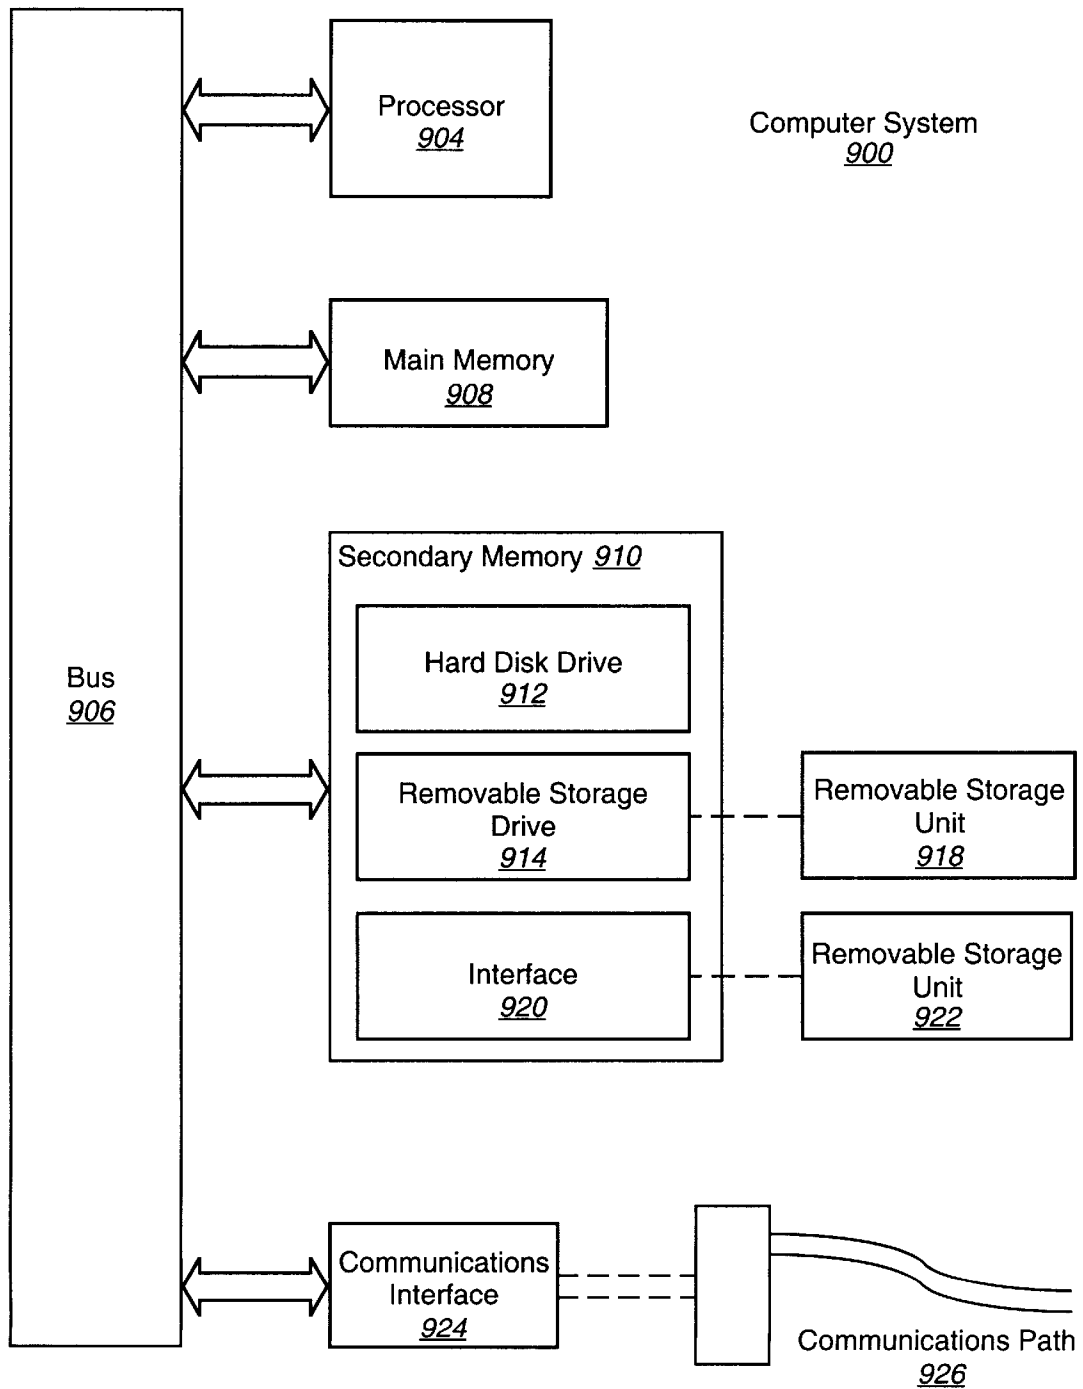 Processor
904
Computer System
900
Main Memory
908
Secondary Memory 910
Hard Disk Drive
912
Bus
906
Removable Storage
Drive
914
Removable Storage
Unit
918
Interface
920
Removable Storage
Unit
922
Communications
Interface
924
Communications Path
926